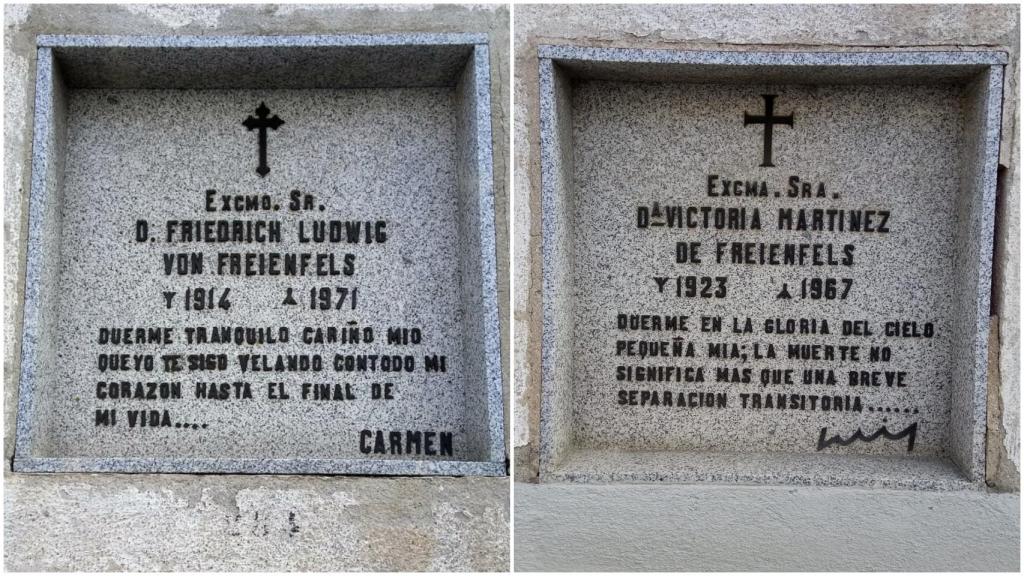 EXCMO. SR.
D. FRIEDRICH LUDWIG
VON FREIENFELS
1914 1971
DUERME TRANQUILO CARIÑO MIO
QUEYO TE SIGO VELANDO CONTODO MI
CORAZON HASTA EL FINAL DE
MI VIDA....
CARMEN
EXCMA. SRA.
Dª VICTORIA MARTINEZ
DE FREIENFELS
1923 1967
DUERME EN LA GLORIA DEL CIELO
PEQUEÑA MIA; LA MUERTE NO
SIGNIFICA MAS QUE UNA BREVE
SEPARACION TRANSITORIA......